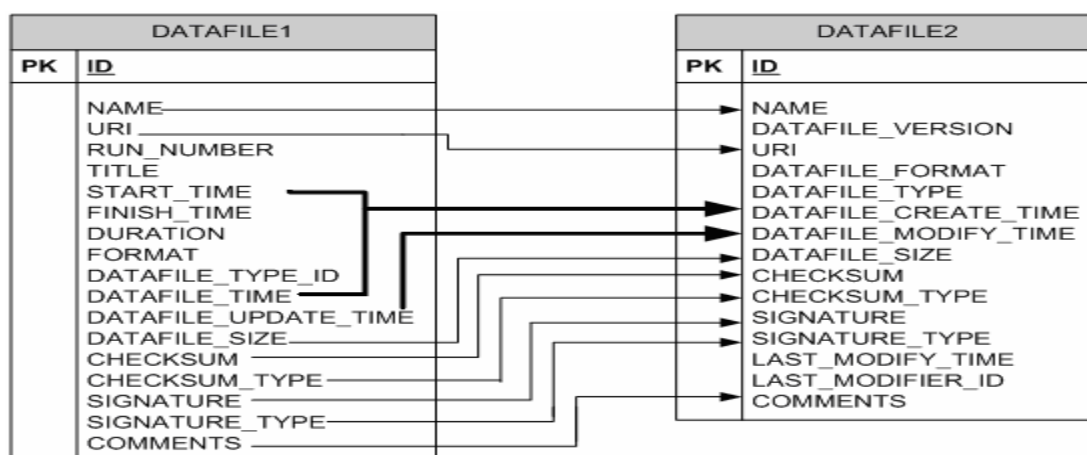 DATAFILE1
PK ID
NAME
URI
RUN_NUMBER
TITLE
START_TIME
FINISH_TIME
DURATION
FORMAT
DATAFILE_TYPE_ID
DATAFILE_TIME
DATAFILE_UPDATE_TIME
DATAFILE_SIZE
CHECKSUM
CHECKSUM_TYPE
SIGNATURE
SIGNATURE_TYPE
COMMENTS
DATAFILE2
PK ID
NAME
DATAFILE_VERSION
URI
DATAFILE_FORMAT
DATAFILE_TYPE
DATAFILE_CREATE_TIME
DATAFILE_MODIFY_TIME
DATAFILE_SIZE
CHECKSUM
CHECKSUM_TYPE
SIGNATURE
SIGNATURE_TYPE
LAST_MODIFY_TIME
LAST_MODIFIER_ID
COMMENTS